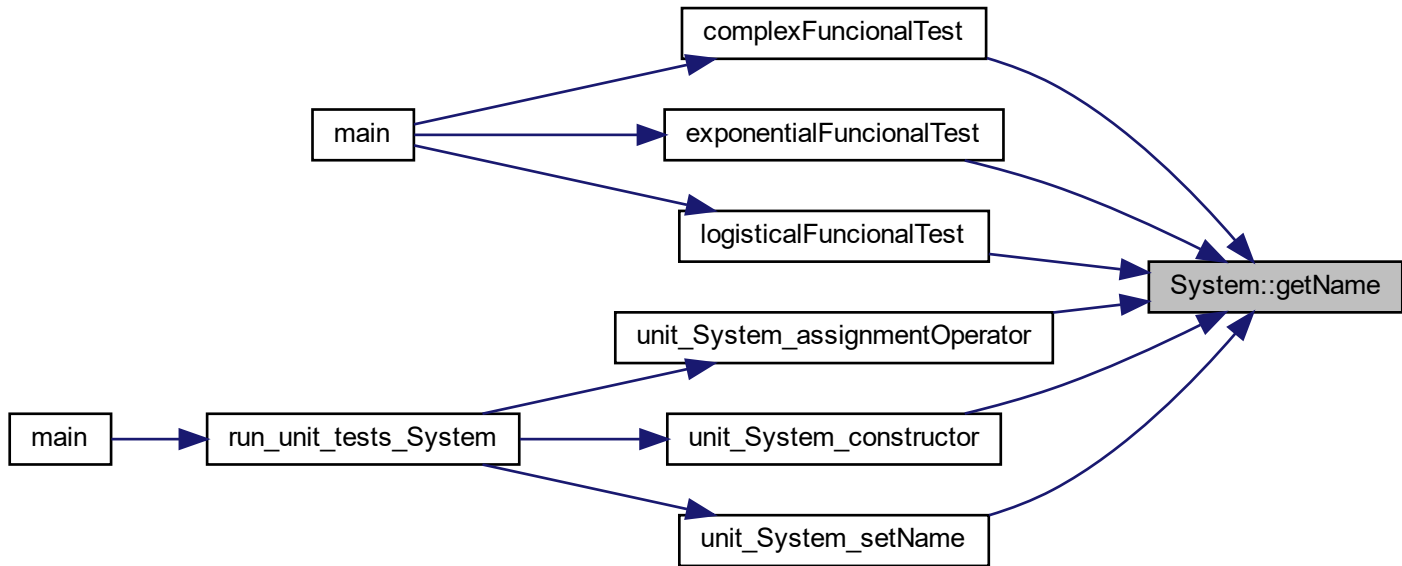 complexFuncionalTest
main
exponentialFuncionalTest
logisticalFuncionalTest
System::getName
unit_System_assignmentOperator
main
run_unit_tests_System
unit_System_constructor
unit_System_setName